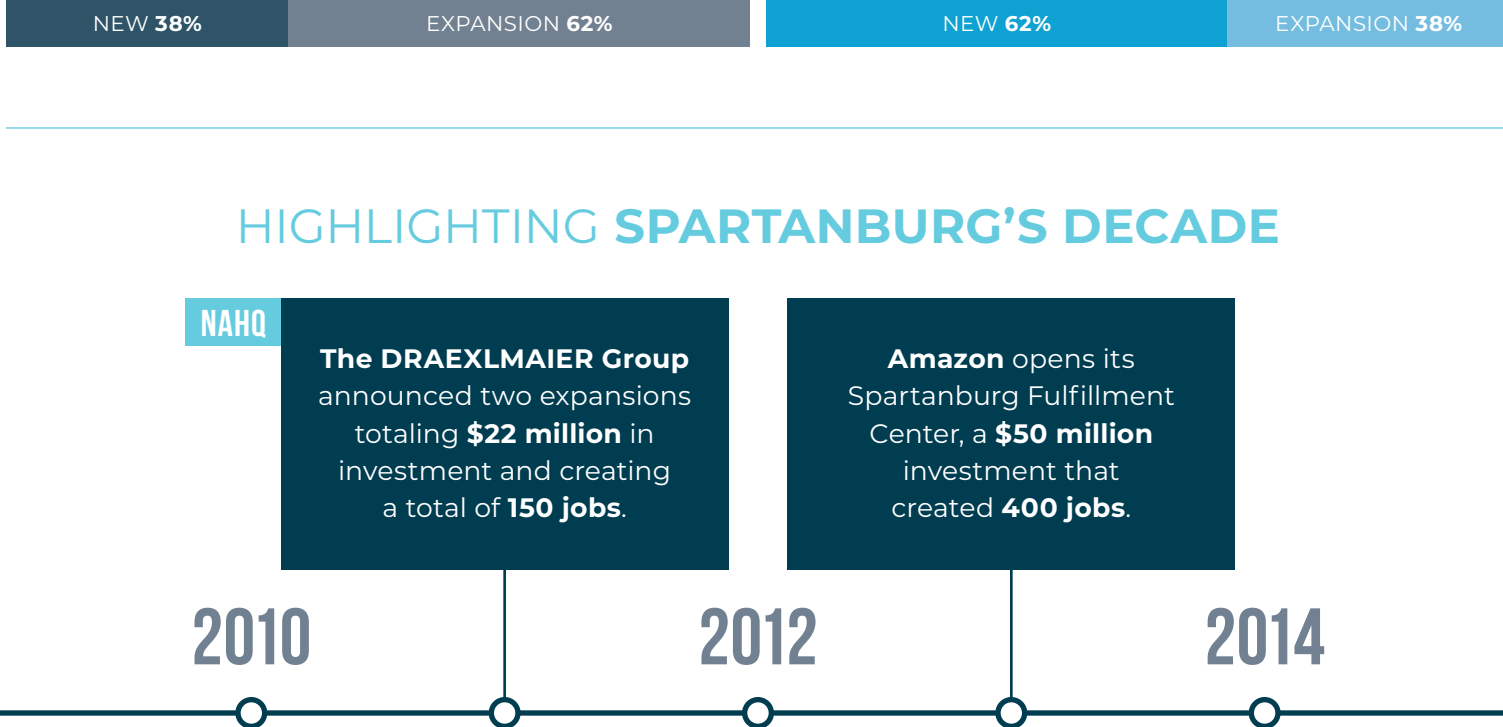 NEW 38%
EXPANSION 62%
NEW 62%
EXPANSION 38%
HIGHLIGHTING SPARTANBURG’S DECADE
NAHQ
The DRAEXLMAIER Group
announced two expansions
totaling $22 million in
investment and creating
a total of 150 jobs.
Amazon opens its
Spartanburg Fulfillment
Center, a $50 million
investment that
created 400 jobs.
2010
2012
2014